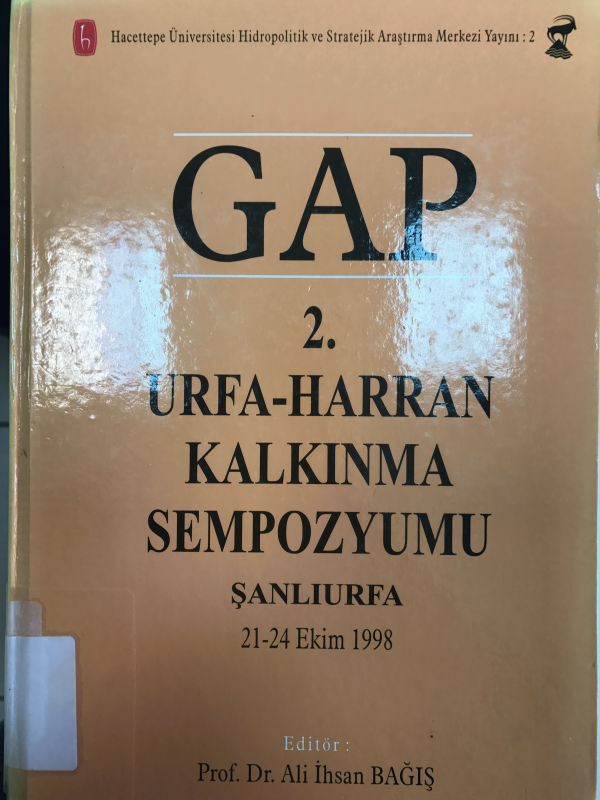 Hacettepe Üniversitesi Hidropolitik ve Stratejik Araştırma Merkezi Yayını : 2
GAP
2.
URFA-HARRAN
KALKINMA
SEMPOZYUMU
ŞANLIURFA
21-24 Ekim 1998
Editör :
Prof. Dr. Ali İhsan BAĞIŞ